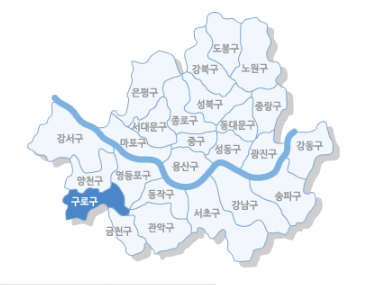 도봉구
강북구
노원구
은평구
성북구
중랑구
종로구
동대문구
서대문구
강서구
마포구
중구
성동구
강동구
광진구
용산구
양천구
영등포구
동작구
송파구
구로구
강남구
서초구
금천구
관악구